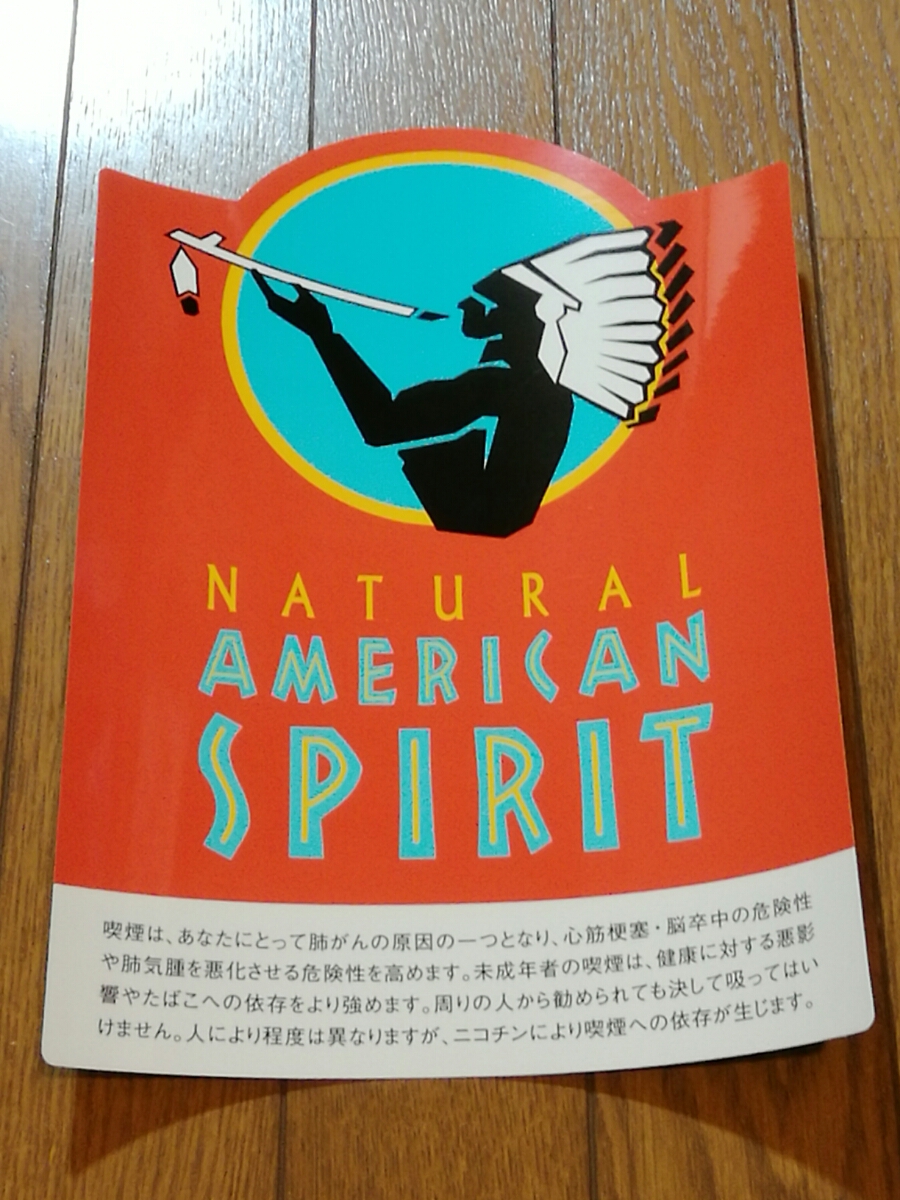 NATURAL
AMERICAN
SPIRIT
喫煙は、あなたにとって肺がんの原因の一つとなり、心筋梗塞・脳卒中の危険性
や肺気腫を悪化させる危険性を高めます。未成年者の喫煙は、健康に対する悪影
響やたばこへの依存をより強めます。周りの人から勧められても決して吸ってはい
けません。人により程度は異なりますが、ニコチンにより喫煙への依存が生じます。